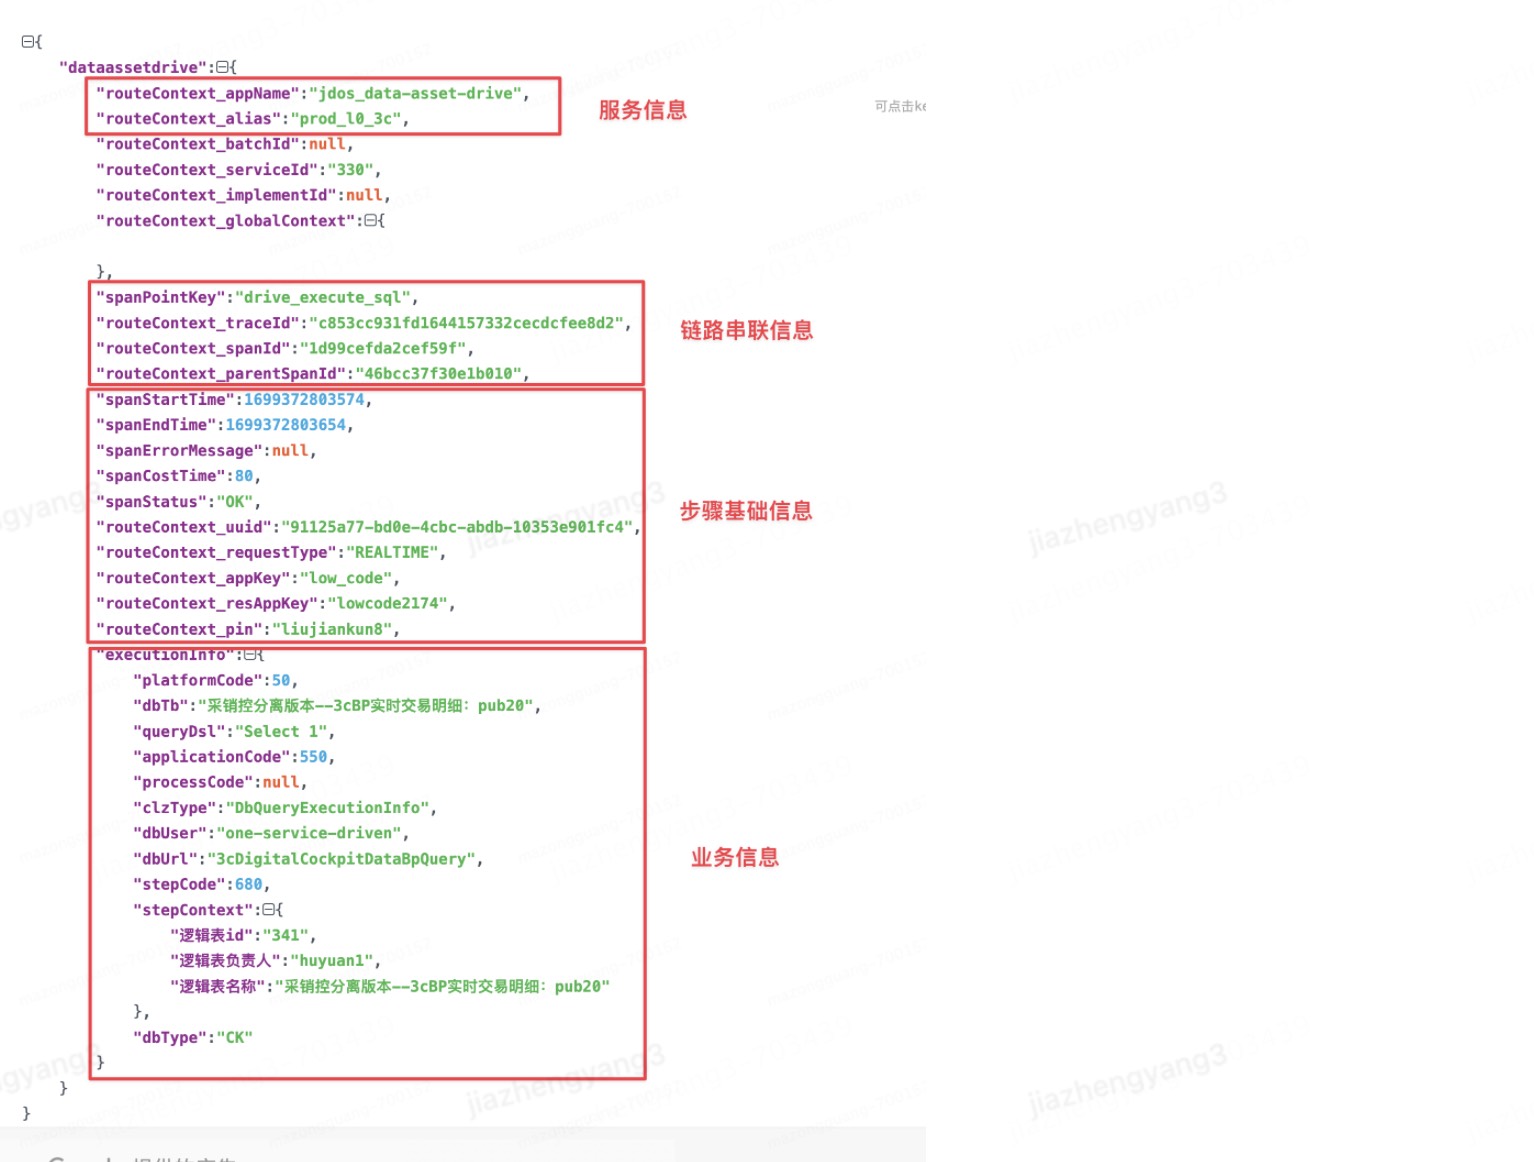 {
"dataassetdrive":{
"routeContext_appName":"jdos_data-asset-drive",
"routeContext_alias":"prod_l0_3c",
服务信息
可点击ke
"routeContext_batchId":null,
"routeContext_serviceId":"330",
"routeContext_implementId":null,
"routeContext_globalContext":{
},
"spanPointKey":"drive_execute_sql",
"routeContext_traceId":"c853cc931fd1644157332cecdcfee8d2",
"routeContext_spanId":"1d99cefda2cef59f",
"routeContext_parentSpanId":"46bcc37f30e1b010",
链路串联信息
"spanStartTime":1699372803574,
"spanEndTime":1699372803654,
"spanErrorMessage":null,
"spanCostTime":80,
"spanStatus":"OK",
"routeContext_uuid":"91125a77-bd0e-4cbc-abdb-10353e901fc4",
"routeContext_requestType":"REALTIME",
"routeContext_appKey":"low_code",
"routeContext_resAppKey":"lowcode2174",
"routeContext_pin":"liujiankun8",
步骤基础信息
"executionInfo":{
"platformCode":50,
"dbTb":"采销控分离版本--3cBP实时交易明细：pub20",
"queryDsl":"Select 1",
"applicationCode":550,
"processCode":null,
"clzType":"DbQueryExecutionInfo",
"dbUser":"one-service-driven",
"dbUrl":"3cDigitalCockpitDataBpQuery",
"stepCode":680,
"stepContext":{
"逻辑表id":"341",
"逻辑表负责人":"huyuan1",
"逻辑表名称":"采销控分离版本--3cBP实时交易明细：pub20"
},
"dbType":"CK"
}
业务信息
}
}
jiazhengyang3
jiazhengyang3
jiazhengyang3
jiazhengyang3